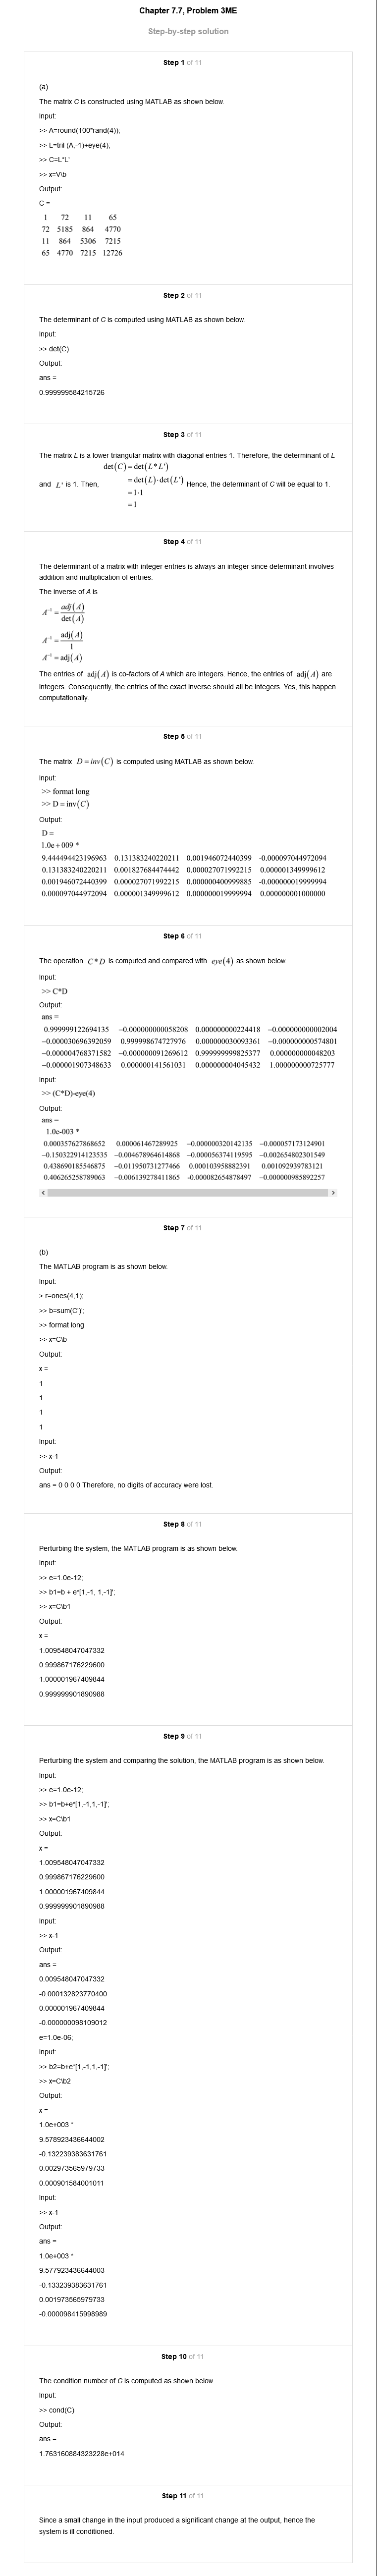 Chapter 7.7, Problem 3ME
Step-by-step solution
Step 1 of 11
(a)
The matrix C is constructed using MATLAB as shown below.
Input:
>> A=round(100*rand(4));
>> L=tril (A,-1)+eye(4);
>> C=L*L'
>> x=V\b
Output:
C =
1 72 11 65
72 5185 864 4770
11 864 5306 7215
65 4770 7215 12726
Step 2 of 11
The determinant of C is computed using MATLAB as shown below.
Input:
>> det(C)
Output:
ans =
0.999999584215726
Step 3 of 11
The matrix L is a lower triangular matrix with diagonal entries 1. Therefore, the determinant of L
and L' is 1. Then, det(C) = det(L*L')
= det(L)·det(L')
= 1·1
= 1
Hence, the determinant of C will be equal to 1.
Step 4 of 11
The determinant of a matrix with integer entries is always an integer since determinant involves
addition and multiplication of entries.
The inverse of A is
A⁻¹ = adj(A) / det(A)
A⁻¹ = adj(A) / 1
A⁻¹ = adj(A)
The entries of adj(A) is co-factors of A which are integers. Hence, the entries of adj(A) are
integers. Consequently, the entries of the exact inverse should all be integers. Yes, this happen
computationally.
Step 5 of 11
The matrix D = inv(C) is computed using MATLAB as shown below.
Input:
>> format long
>> D = inv(C)
Output:
D =
1.0e + 009 *
9.444494423196963 0.131383240220211 0.001946072440399 -0.000097044972094
0.131383240220211 0.001827684474442 0.000027071992215 0.000001349999612
0.001946072440399 0.000027071992215 0.000000400999885 -0.000000019999994
0.000097044972094 0.000001349999612 0.000000019999994 0.000000001000000
Step 6 of 11
The operation C*D is computed and compared with eye(4) as shown below.
Input:
>> C*D
Output:
ans =
0.999999122694135 −0.000000000058208 0.000000000224418 −0.000000000002004
−0.000030696392059 0.999998674727976 0.000000030093361 −0.000000000574801
−0.000004768371582 −0.000000091269612 0.999999999825377 0.000000000048203
−0.000001907348633 0.000000141561031 0.000000004045432 1.000000000725777
Input:
>> (C*D)-eye(4)
Output:
ans =
1.0e-003 *
0.000357627868652 0.000061467289925 −0.000000320142135 −0.000057173124901
−0.150322914123535 −0.004678964614868 −0.000056374119595 −0.002654802301549
0.438690185546875 −0.011950731277466 0.000103958882391 0.001092939783121
0.406265258789063 −0.006139278411865 -0.000082654878497 −0.000000985892257
Step 7 of 11
(b)
The MATLAB program is as shown below.
Input:
> r=ones(4,1);
>> b=sum(C')';
>> format long
>> x=C\b
Output:
x =
1
1
1
1
Input:
>> x-1
Output:
ans = 0 0 0 0 Therefore, no digits of accuracy were lost.
Step 8 of 11
Perturbing the system, the MATLAB program is as shown below.
Input:
>> e=1.0e-12;
>> b1=b + e*[1,-1, 1,-1]';
>> x=C\b1
Output:
x =
1.009548047047332
0.999867176229600
1.000001967409844
0.999999901890988
Step 9 of 11
Perturbing the system and comparing the solution, the MATLAB program is as shown below.
Input:
>> e=1.0e-12;
>> b1=b+e*[1,-1,1,-1]';
>> x=C\b1
Output:
x =
1.009548047047332
0.999867176229600
1.000001967409844
0.999999901890988
Input:
>> x-1
Output:
ans =
0.009548047047332
-0.000132823770400
0.000001967409844
-0.000000098109012
e=1.0e-06;
Input:
>> b2=b+e*[1,-1,1,-1]';
>> x=C\b2
Output:
x =
1.0e+003 *
9.578923436644002
-0.132239383631761
0.002973565979733
0.000901584001011
Input:
>> x-1
Output:
ans =
1.0e+003 *
9.577923436644003
-0.133239383631761
0.001973565979733
-0.000098415998989
Step 10 of 11
The condition number of C is computed as shown below.
Input:
>> cond(C)
Output:
ans =
1.763160884323228e+014
Step 11 of 11
Since a small change in the input produced a significant change at the output, hence the
system is ill conditioned.